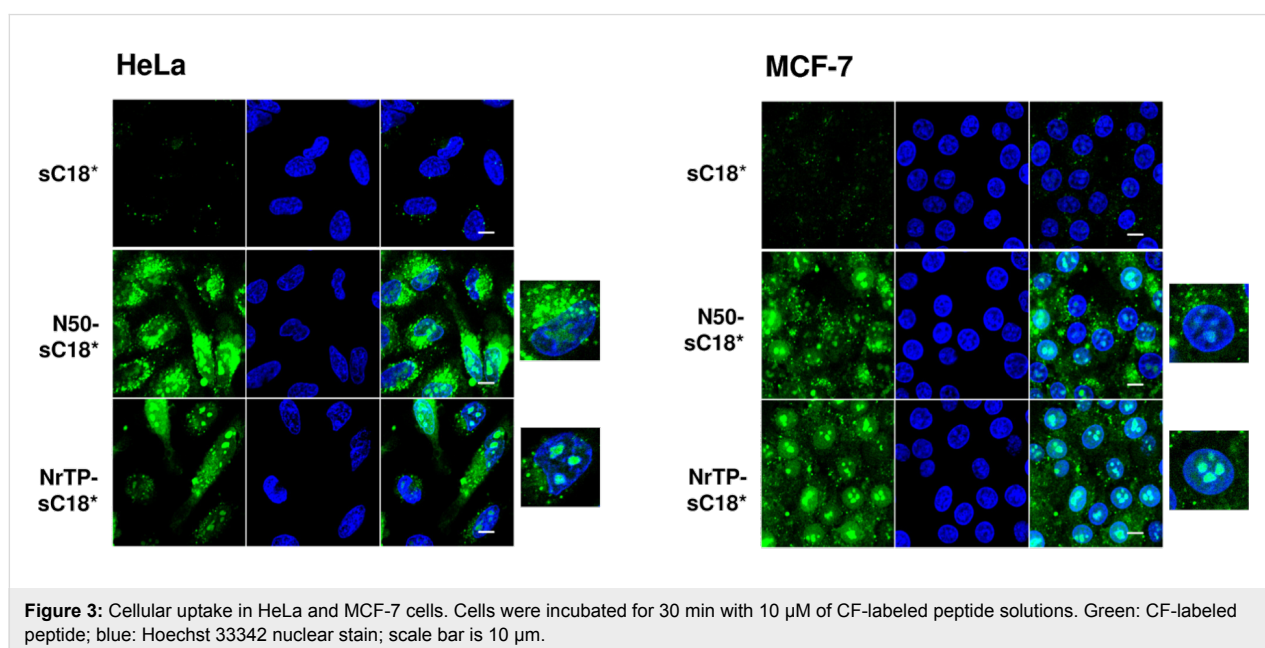 HeLa
MCF-7
sC18*
N50-
sC18*
NrTP-
sC18*
sC18*
N50-
sC18*
NrTP-
sC18*
Figure 3: Cellular uptake in HeLa and MCF-7 cells. Cells were incubated for 30 min with 10 μM of CF-labeled peptide solutions. Green: CF-labeled
peptide; blue: Hoechst 33342 nuclear stain; scale bar is 10 μm.